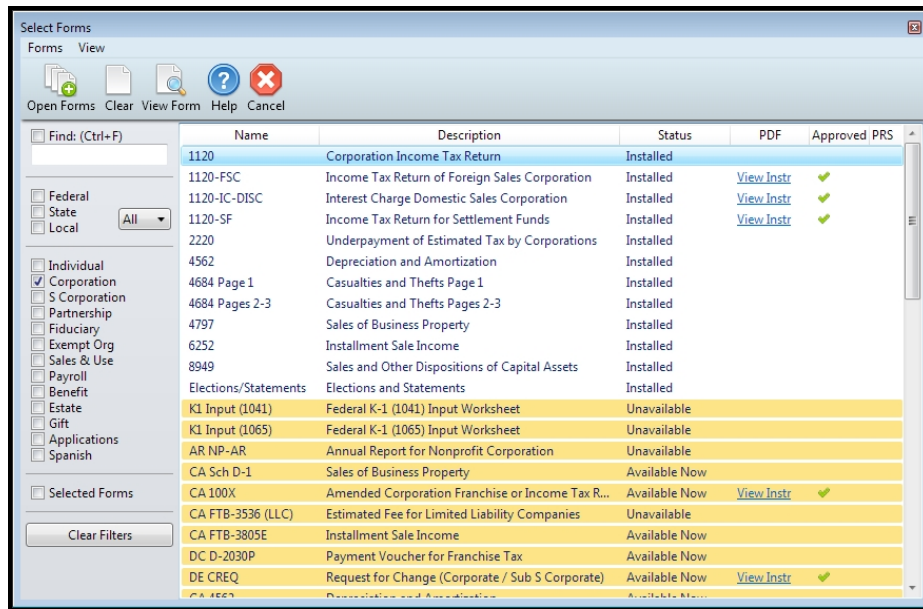 Select Forms
Forms View
Open Forms Clear View Form Help Cancel
Find: (Ctrl+F)
Federal
State
Local
All
Individual
Corporation
S Corporation
Partnership
Fiduciary
Exempt Org
Sales & Use
Payroll
Benefit
Estate
Gift
Applications
Spanish
Selected Forms
Clear Filters
Name Description Status PDF Approved PRS
1120 Corporation Income Tax Return Installed
1120-FSC Income Tax Return of Foreign Sales Corporation Installed View Instr
1120-IC-DISC Interest Charge Domestic Sales Corporation Installed View Instr
1120-SF Income Tax Return for Settlement Funds Installed View Instr
2220 Underpayment of Estimated Tax by Corporations Installed
4562 Depreciation and Amortization Installed
4684 Page 1 Casualties and Thefts Page 1 Installed
4684 Pages 2-3 Casualties and Thefts Pages 2-3 Installed
4797 Sales of Business Property Installed
6252 Installment Sale Income Installed
8949 Sales and Other Dispositions of Capital Assets Installed
Elections/Statements Elections and Statements Installed
K1 Input (1041) Federal K-1 (1041) Input Worksheet Unavailable
K1 Input (1065) Federal K-1 (1065) Input Worksheet Unavailable
AR NP-AR Annual Report for Nonprofit Corporation Unavailable
CA Sch D-1 Sales of Business Property Available Now
CA 100X Amended Corporation Franchise or Income Tax R... Available Now View Instr
CA FTB-3536 (LLC) Estimated Fee for Limited Liability Companies Unavailable
CA FTB-3805E Installment Sale Income Available Now
DC D-2030P Payment Voucher for Franchise Tax Available Now
DE CREQ Request for Change (Corporate / Sub S Corporate) Available Now View Instr
GA 4562 Depreciation and Amortization Available Now